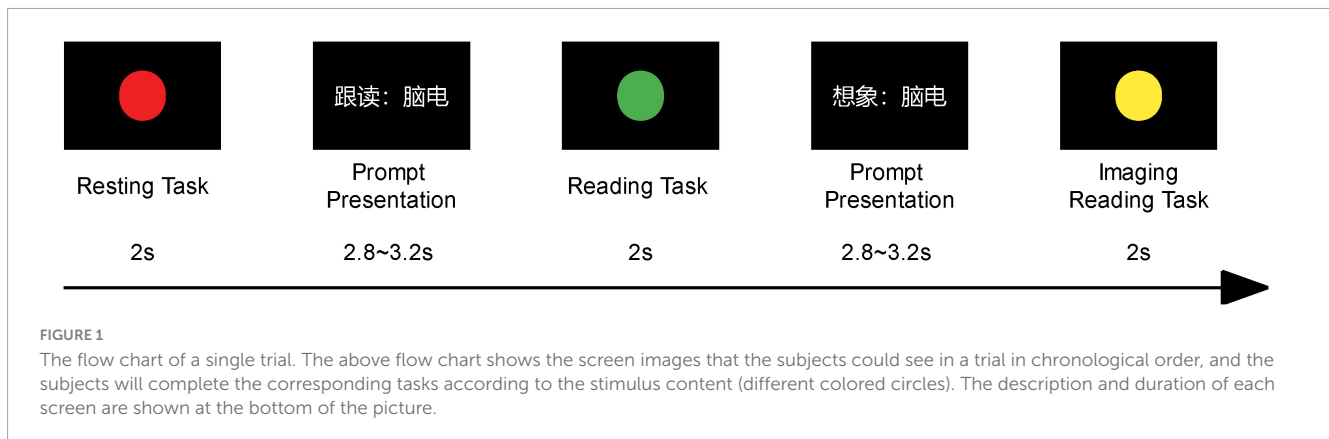 跟读：脑电
想象：脑电
Resting Task
Prompt
Presentation
Reading Task
Prompt
Presentation
Imaging
Reading Task
2s
2.8~3.2s
2s
2.8~3.2s
2s
FIGURE 1
The flow chart of a single trial. The above flow chart shows the screen images that the subjects could see in a trial in chronological order, and the
subjects will complete the corresponding tasks according to the stimulus content (different colored circles). The description and duration of each
screen are shown at the bottom of the picture.